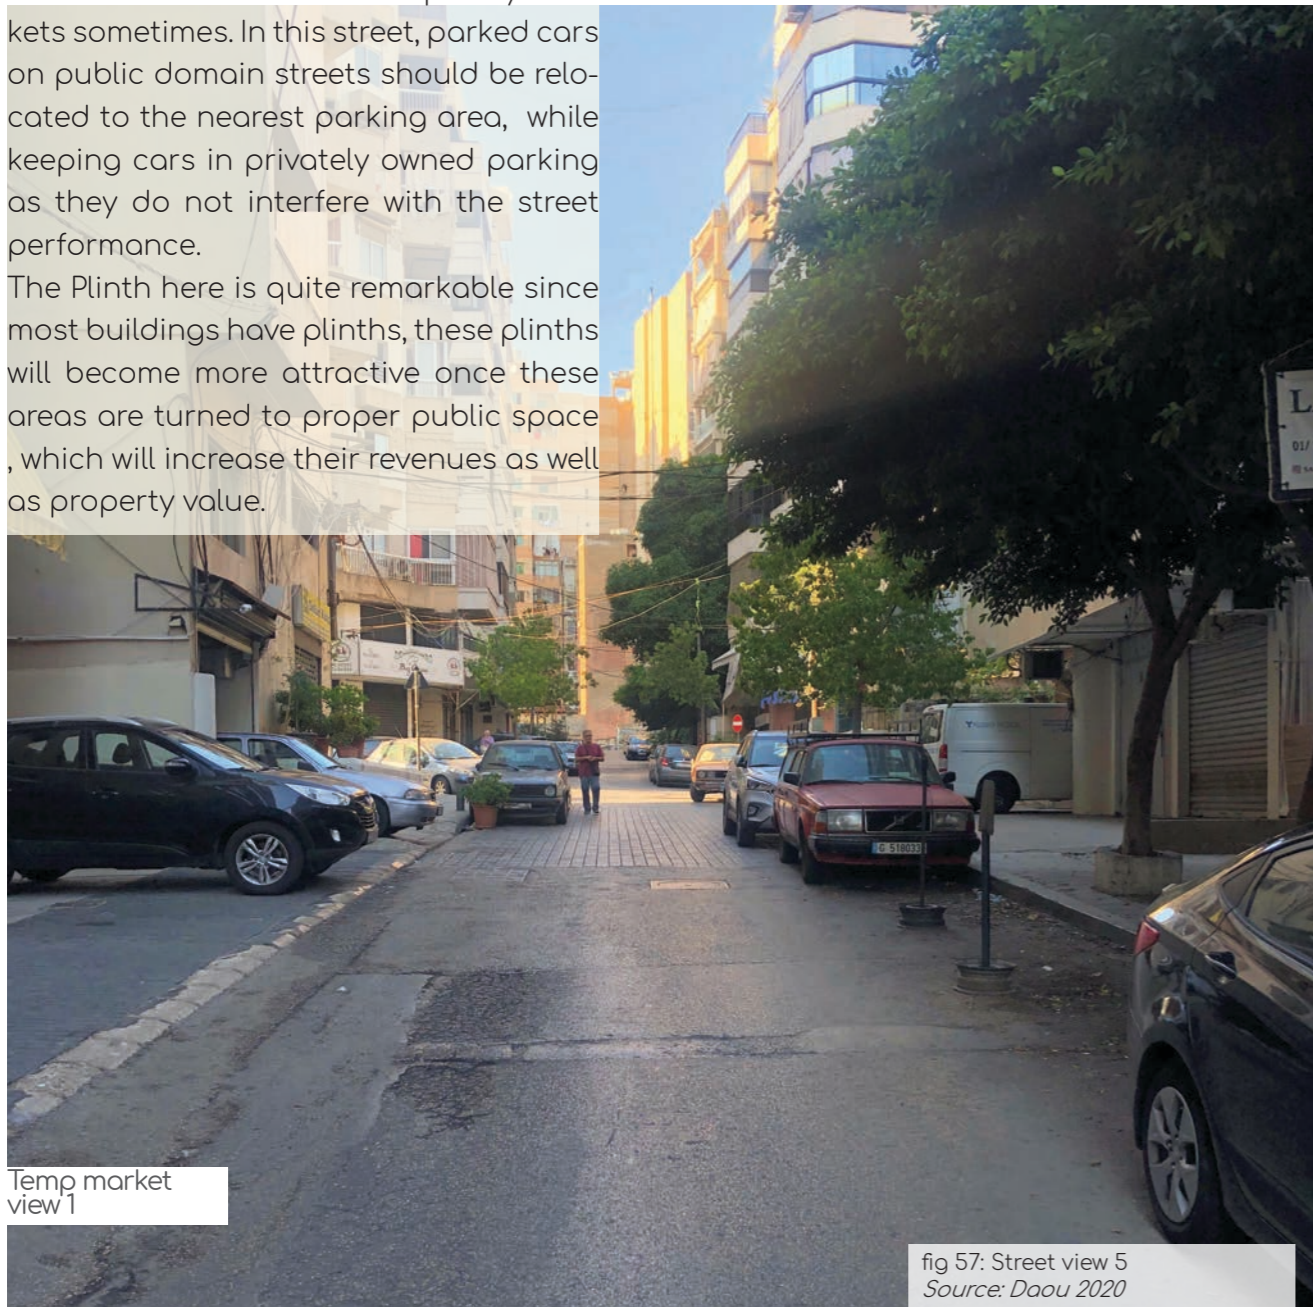 kets sometimes. In this street, parked cars
on public domain streets should be relo-
cated to the nearest parking area, while
keeping cars in privately owned parking
as they do not interfere with the street
performance.
The Plinth here is quite remarkable since
most buildings have plinths, these plinths
will become more attractive once these
areas are turned to proper public space
, which will increase their revenues as well
as property value.
G 518033
L
01/
Temp market
view 1
fig 57: Street view 5
Source: Daou 2020